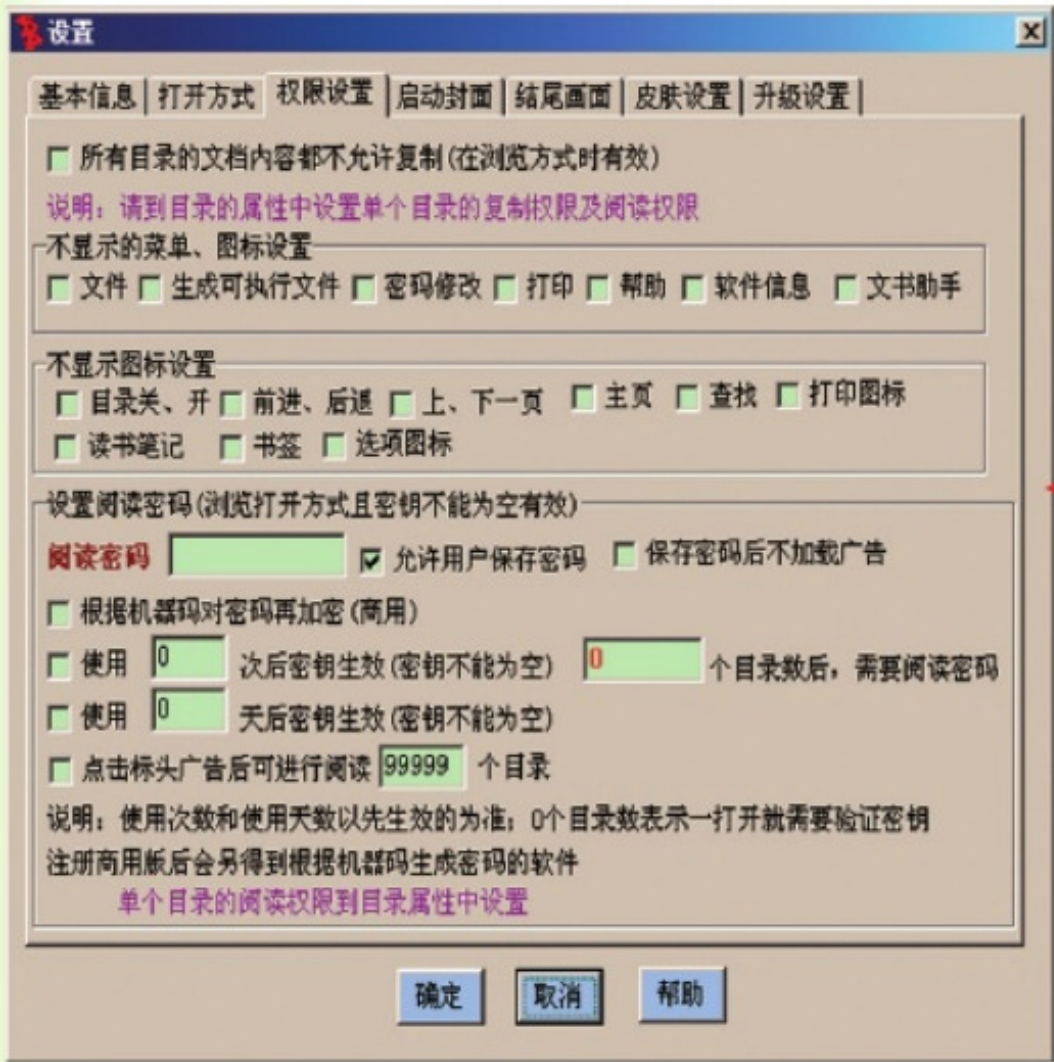 设置
基本信息 打开方式 权限设置 启动封面 结尾画面 皮肤设置 升级设置
所有目录的文档内容都不允许复制(在浏览方式时有效)
说明：请到目录的属性中设置单个目录的复制权限及阅读权限
不显示的菜单、图标设置
文件 生成可执行文件 密码修改 打印 帮助 软件信息 文书助手
不显示图标设置
目录关、开 前进、后退 上、下一页 主页 查找 打印图标
读书笔记 书签 选项图标
设置阅读密码(浏览打开方式且密钥不能为空有效)
阅读密码 允许用户保存密码 保存密码后不加载广告
根据机器码对密码再加密(商用)
使用 0 次后密钥生效(密钥不能为空) 0 个目录数后，需要阅读密码
使用 0 天后密钥生效(密钥不能为空)
点击标头广告后可进行阅读 99999 个目录
说明：使用次数和使用天数以先生效的为准；0个目录数表示一打开就需要验证密钥
注册商用版后会另得到根据机器码生成密码的软件
单个目录的阅读权限到目录属性中设置
确定 取消 帮助